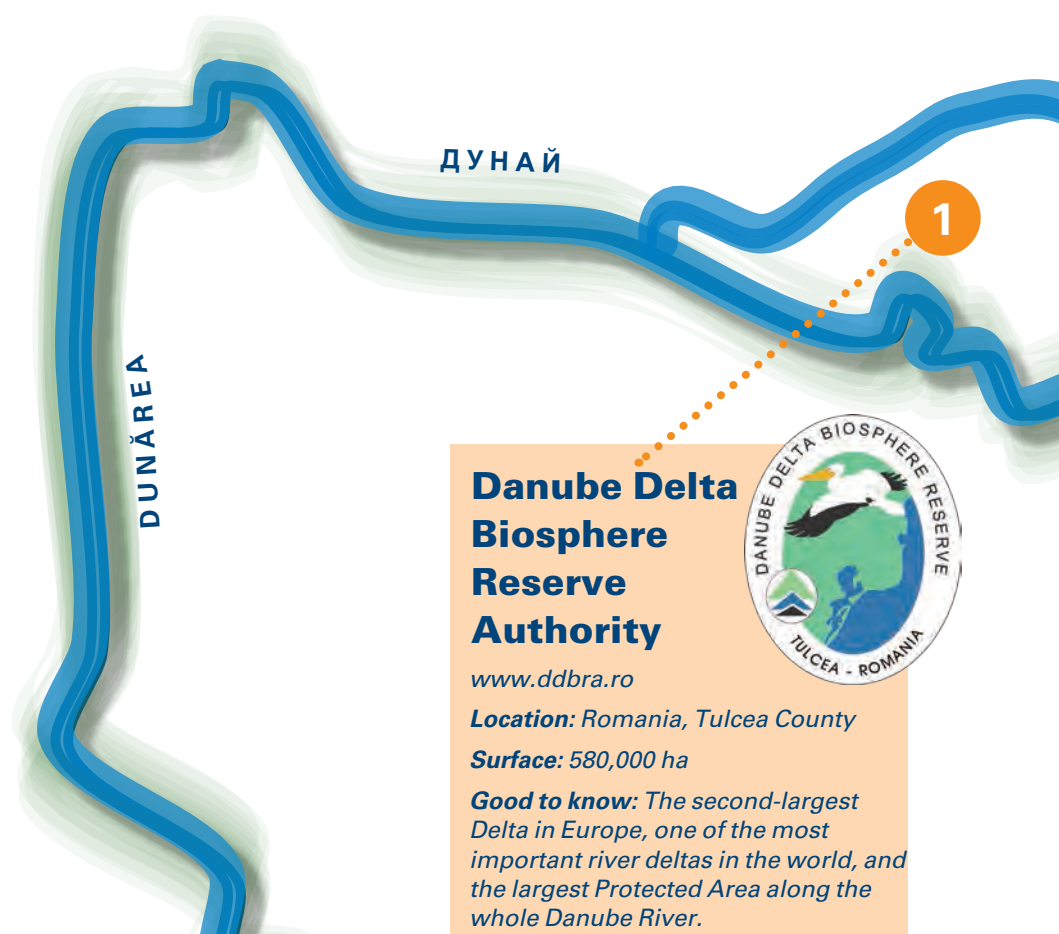 ДУНАЙ
1
DUNĂREA
Danube Delta
Biosphere
Reserve
Authority
DANUBE DELTA BIOSPHERE RESERVE
TULCEA - ROMANIA
www.ddbra.ro
Location: Romania, Tulcea County
Surface: 580,000 ha
Good to know: The second-largest
Delta in Europe, one of the most
important river deltas in the world, and
the largest Protected Area along the
whole Danube River.